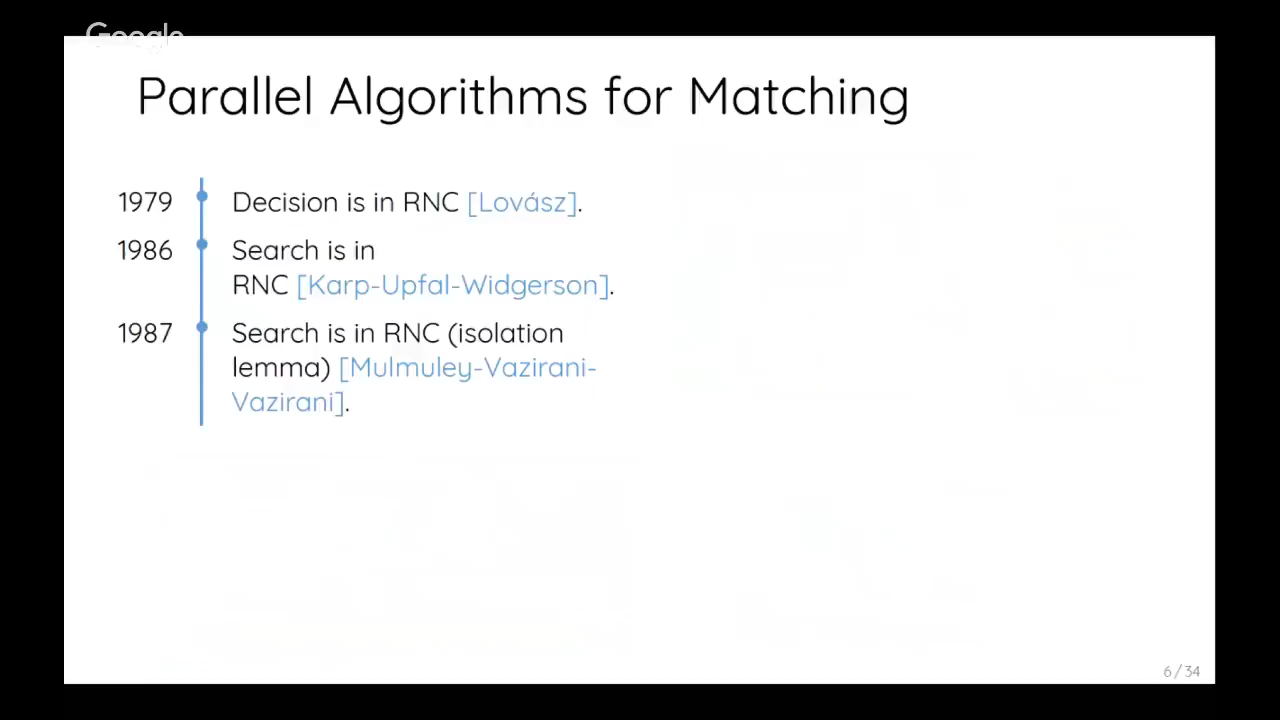 Google
Parallel Algorithms for Matching
1979 Decision is in RNC [Lovász].
1986 Search is in
RNC [Karp-Upfal-Widgerson].
1987 Search is in RNC (isolation
lemma) [Mulmuley-Vazirani-
Vazirani].
6 / 34